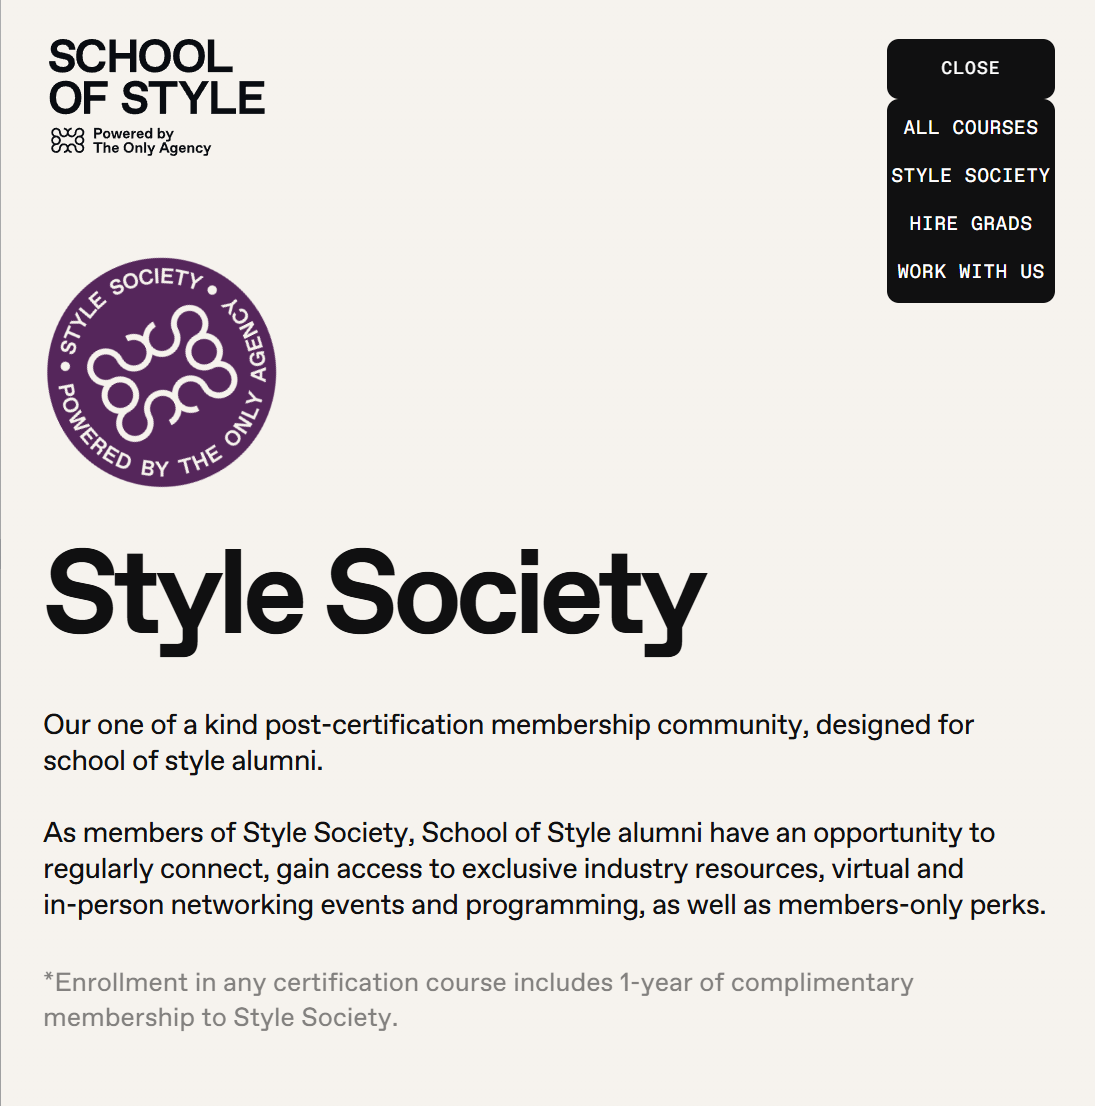 SCHOOL
OF STYLE
Powered by
The Only Agency
CLOSE
ALL COURSES
STYLE SOCIETY
HIRE GRADS
WORK WITH US
• STYLE SOCIETY •
POWERED BY THE ONLY AGENCY
Style Society
Our one of a kind post-certification membership community, designed for
school of style alumni.
As members of Style Society, School of Style alumni have an opportunity to
regularly connect, gain access to exclusive industry resources, virtual and
in-person networking events and programming, as well as members-only perks.
*Enrollment in any certification course includes 1-year of complimentary
membership to Style Society.